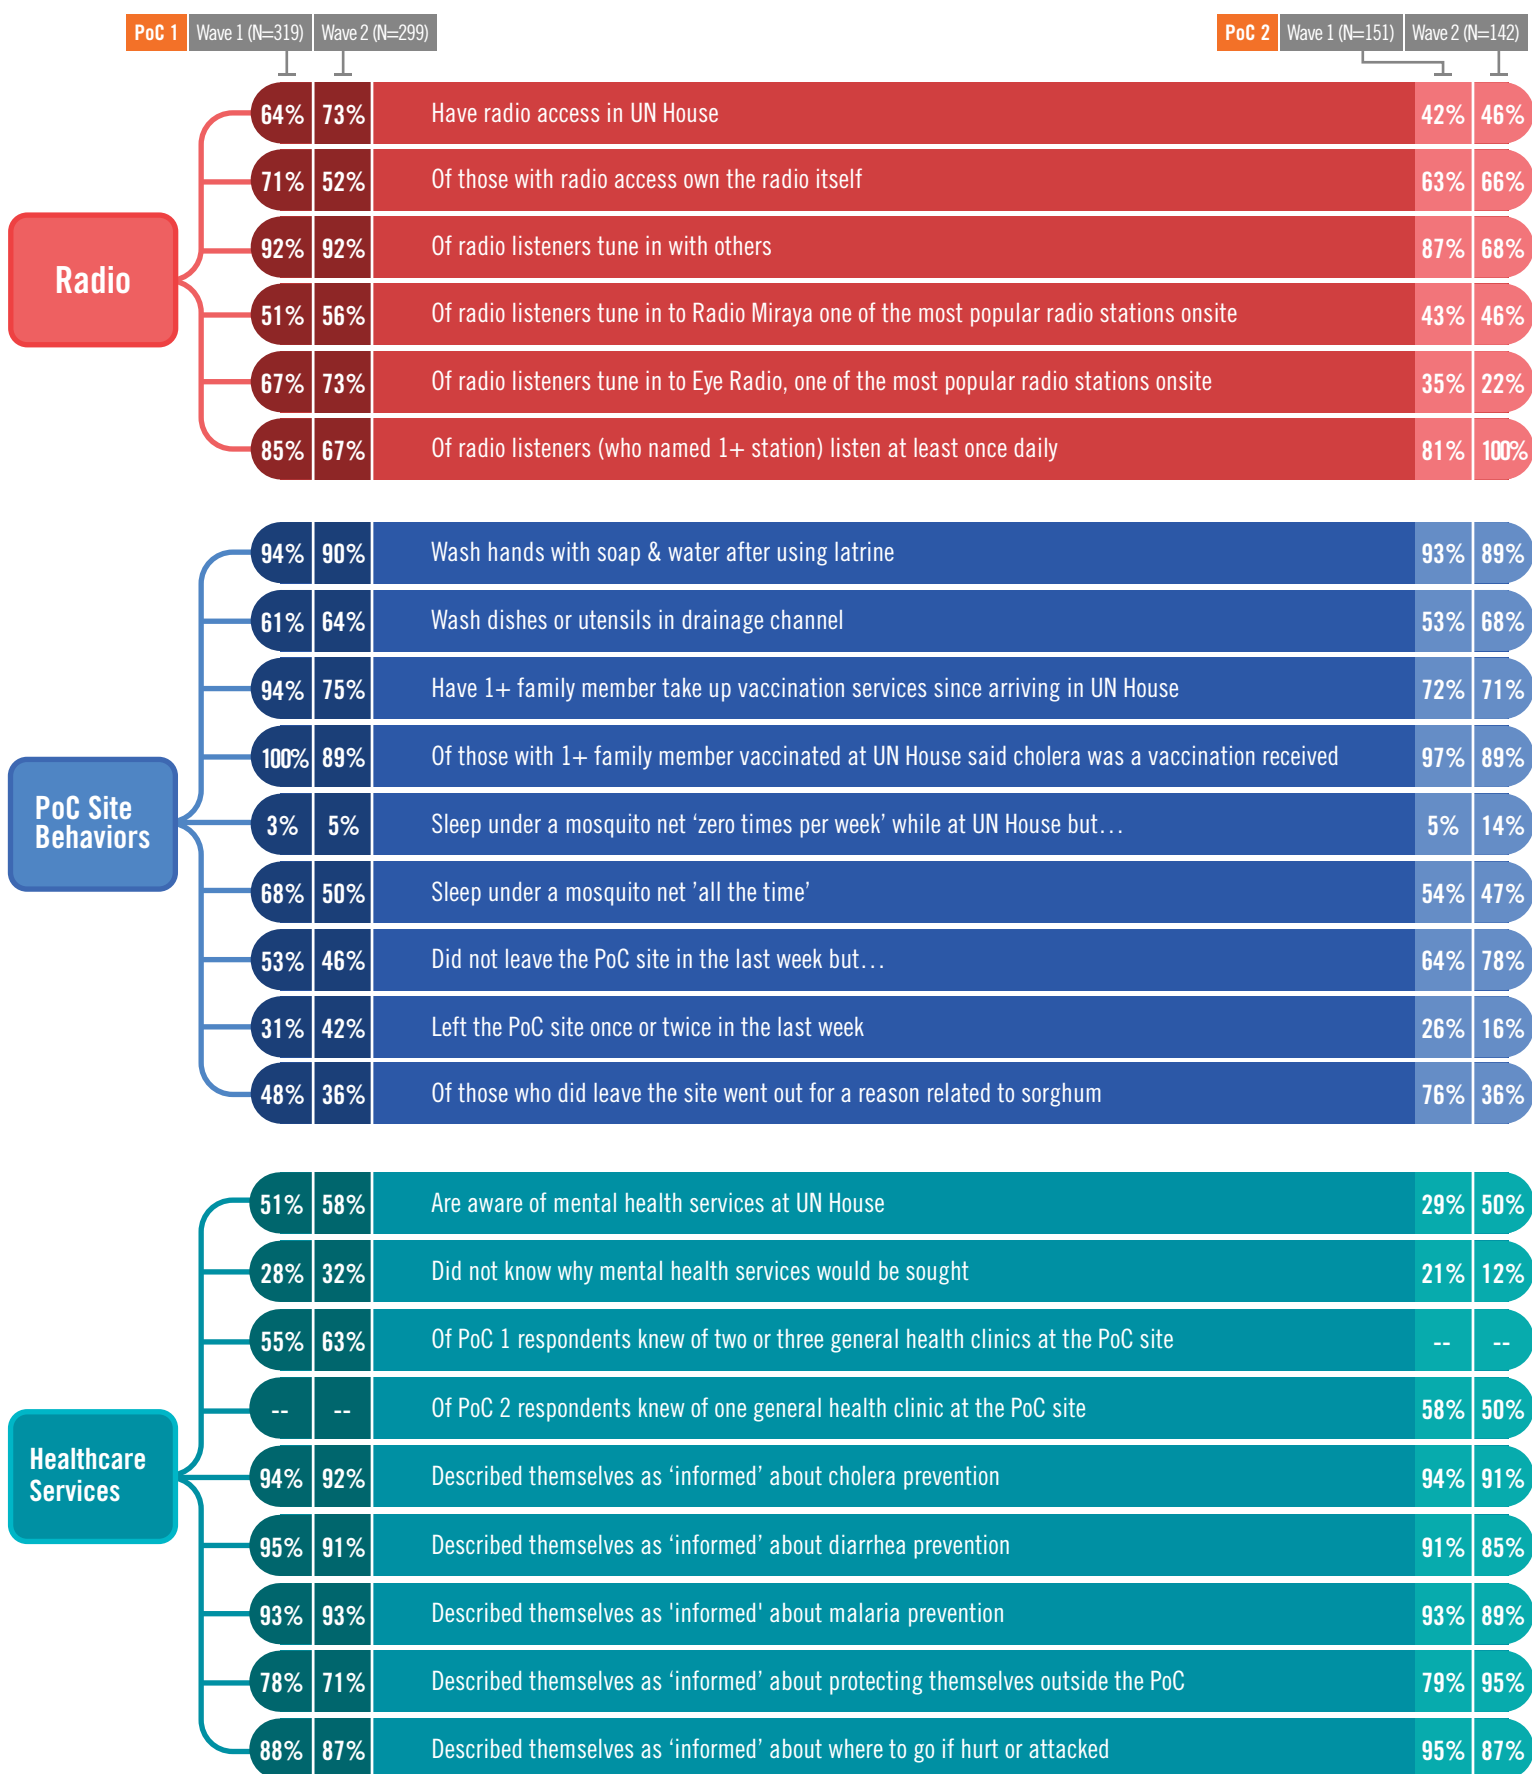 PoC 1 Wave 1 (N=319) Wave 2 (N=299) PoC 2 Wave 1 (N=151) Wave 2 (N=142)
Radio
64% 73% Have radio access in UN House 42% 46%
71% 52% Of those with radio access own the radio itself 63% 66%
92% 92% Of radio listeners tune in with others 87% 68%
51% 56% Of radio listeners tune in to Radio Miraya one of the most popular radio stations onsite 43% 46%
67% 73% Of radio listeners tune in to Eye Radio, one of the most popular radio stations onsite 35% 22%
85% 67% Of radio listeners (who named 1+ station) listen at least once daily 81% 100%
PoC Site
Behaviors
94% 90% Wash hands with soap & water after using latrine 93% 89%
61% 64% Wash dishes or utensils in drainage channel 53% 68%
94% 75% Have 1+ family member take up vaccination services since arriving in UN House 72% 71%
100% 89% Of those with 1+ family member vaccinated at UN House said cholera was a vaccination received 97% 89%
3% 5% Sleep under a mosquito net ‘zero times per week’ while at UN House but… 5% 14%
68% 50% Sleep under a mosquito net ’all the time’ 54% 47%
53% 46% Did not leave the PoC site in the last week but… 64% 78%
31% 42% Left the PoC site once or twice in the last week 26% 16%
48% 36% Of those who did leave the site went out for a reason related to sorghum 76% 36%
Healthcare
Services
51% 58% Are aware of mental health services at UN House 29% 50%
28% 32% Did not know why mental health services would be sought 21% 12%
55% 63% Of PoC 1 respondents knew of two or three general health clinics at the PoC site -- --
-- -- Of PoC 2 respondents knew of one general health clinic at the PoC site 58% 50%
94% 92% Described themselves as ‘informed’ about cholera prevention 94% 91%
95% 91% Described themselves as ‘informed’ about diarrhea prevention 91% 85%
93% 93% Described themselves as 'informed' about malaria prevention 93% 89%
78% 71% Described themselves as ‘informed’ about protecting themselves outside the PoC 79% 95%
88% 87% Described themselves as ‘informed’ about where to go if hurt or attacked 95% 87%